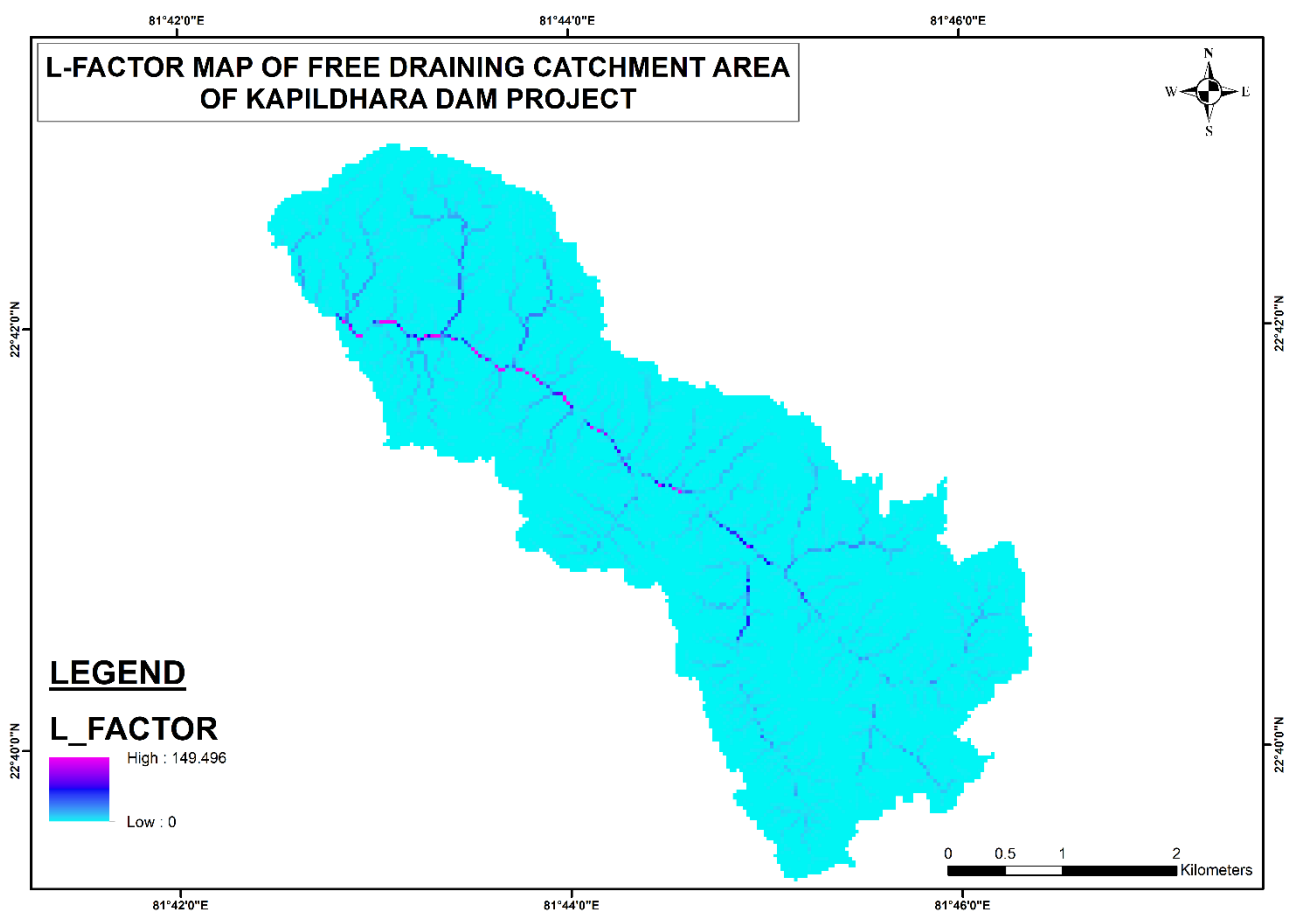 81°42'0"E
81°44'0"E
81°46'0"E
L-FACTOR MAP OF FREE DRAINING CATCHMENT AREA
OF KAPILDHARA DAM PROJECT
N
W
E
S
22°42'0"N
22°42'0"N
LEGEND
L_FACTOR
High : 149.496
Low : 0
22°40'0"N
22°40'0"N
0 0.5 1 2
Kilometers
81°42'0"E
81°44'0"E
81°46'0"E